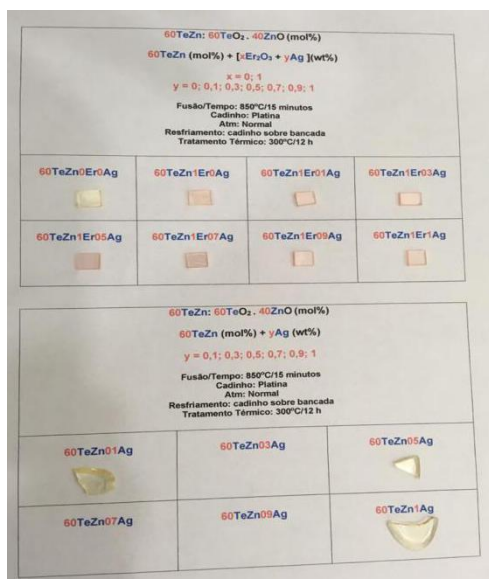 60TeZn: 60TeO₂ . 40ZnO (mol%)
60TeZn (mol%) + [xEr₂O₃ + yAg ](wt%)
x = 0; 1
y = 0; 0,1; 0,3; 0,5; 0,7; 0,9; 1
Fusão/Tempo: 850ºC/15 minutos
Cadinho: Platina
Atm: Normal
Resfriamento: cadinho sobre bancada
Tratamento Térmico: 300ºC/12 h
60TeZn0Er0Ag 60TeZn1Er0Ag 60TeZn1Er01Ag 60TeZn1Er03Ag
60TeZn1Er05Ag 60TeZn1Er07Ag 60TeZn1Er09Ag 60TeZn1Er1Ag
60TeZn: 60TeO₂ . 40ZnO (mol%)
60TeZn (mol%) + yAg (wt%)
y = 0,1; 0,3; 0,5; 0,7; 0,9; 1
Fusão/Tempo: 850ºC/15 minutos
Cadinho: Platina
Atm: Normal
Resfriamento: cadinho sobre bancada
Tratamento Térmico: 300ºC/12 h
60TeZn01Ag 60TeZn03Ag 60TeZn05Ag
60TeZn07Ag 60TeZn09Ag 60TeZn1Ag